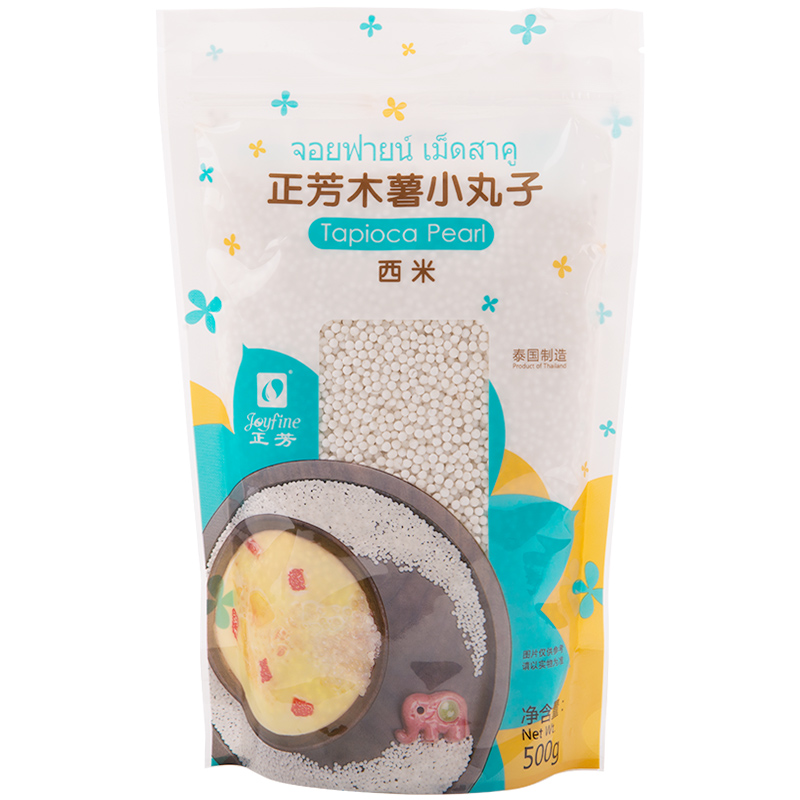 จอยฟายน์ เม็ดสาคู
正芳木薯小丸子
Tapioca Pearl
西米
泰国制造
Product of Thailand
Joyfine
正芳
图片仅供参考
请以实物为准
净含量:
Net Wt:
500g